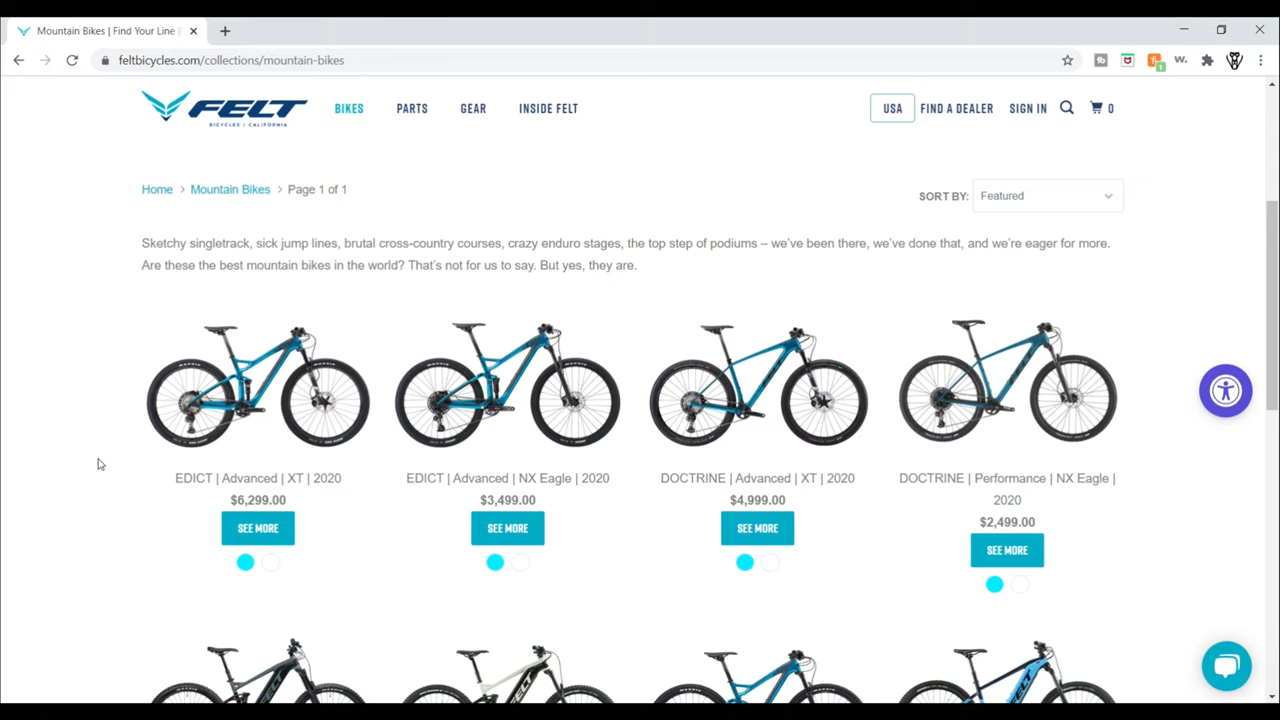 Mountain Bikes | Find Your Line |
feltbicycles.com/collections/mountain-bikes
FELT
BICYCLES / CALIFORNIA
BIKES
PARTS
GEAR
INSIDE FELT
USA
FIND A DEALER
SIGN IN
0
Home > Mountain Bikes > Page 1 of 1
SORT BY: Featured
Sketchy singletrack, sick jump lines, brutal cross-country courses, crazy enduro stages, the top step of podiums – we've been there, we've done that, and we're eager for more.
Are these the best mountain bikes in the world? That's not for us to say. But yes, they are.
EDICT | Advanced | XT | 2020
$6,299.00
SEE MORE
EDICT | Advanced | NX Eagle | 2020
$3,499.00
SEE MORE
DOCTRINE | Advanced | XT | 2020
$4,999.00
SEE MORE
DOCTRINE | Performance | NX Eagle |
2020
$2,499.00
SEE MORE
FELT
FELT
FELT
FELT